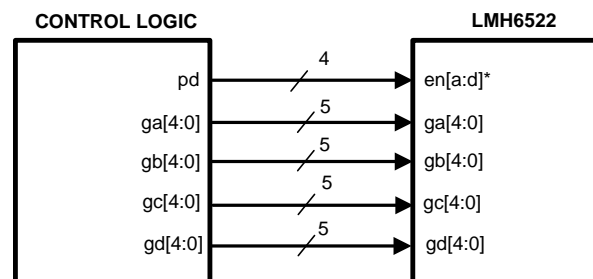 CONTROL LOGIC
LMH6522
pd
4
en[a:d]*
ga[4:0]
5
ga[4:0]
gb[4:0]
5
gb[4:0]
gc[4:0]
5
gc[4:0]
gd[4:0]
5
gd[4:0]